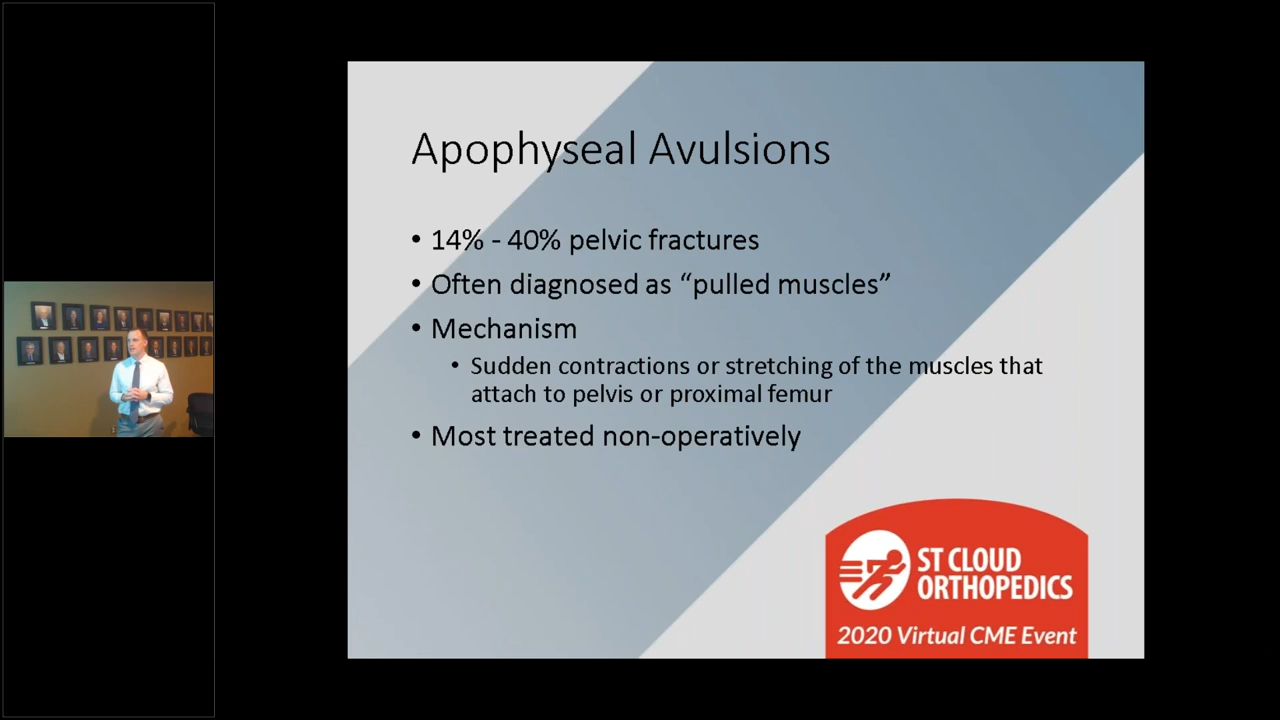 Apophyseal Avulsions
• 14% - 40% pelvic fractures
• Often diagnosed as “pulled muscles”
• Mechanism
• Sudden contractions or stretching of the muscles that
attach to pelvis or proximal femur
• Most treated non-operatively
ST CLOUD
ORTHOPEDICS
2020 Virtual CME Event